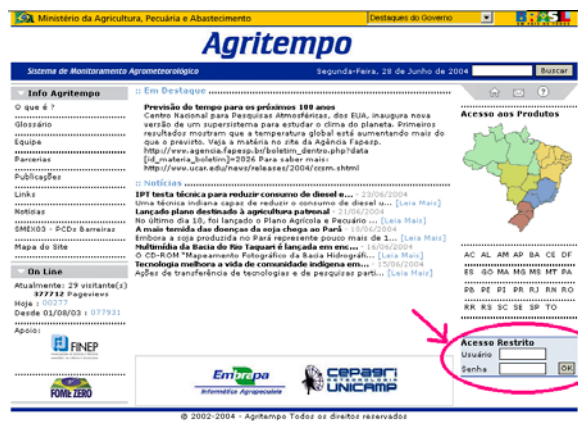 Ministério da Agricultura, Pecuária e Abastecimento
Destaques do Governo
BRASIL
Agritempo
Sistema de Monitoramento Agrometeorológico
Segunda-Feira, 28 de Junho de 2004
Buscar
Info Agritempo
O que é ?
Glossário
Equipe
Parcerias
Publicações
Links
Notícias
SMEX03 - PCDs Barreiras
Mapa do Site
On Line
Atualmente: 29 visitante(s)
377712 Pageviews
Hoje : 00277
Desde 01/08/03 : 077931
Apoio:
FINEP
FOME ZERO
:: Em Destaque
Previsão do tempo para os próximos 100 anos
Centro Nacional para Pesquisas Atmosféricas, dos EUA, inaugura nova
versão de um supersistema para estudar o clima do planeta. Primeiros
resultados mostram que a temperatura global está aumentando mais do
que o previsto. Veja a matéria no site da Agência Fapesp.
http://www.agencia.fapesp.br/boletim_dentro.php?data
[id_materia_boletim]=2026 Para saber mais:
http://www.ucar.edu/news/releases/2004/ccsm.shtml
:: Notícias
IPT testa técnica para reduzir consumo de diesel e... - 23/06/2004
Uma técnica indiana capaz de reduzir o consumo de diesel u... [Leia Mais]
Lançado plano destinado à agricultura patronal - 21/06/2004
No último dia 18, foi lançado o Plano Agrícola e Pecuário ... [Leia Mais]
A mais temida das doenças da soja chega ao Pará - 18/06/2004
Embora a soja produzida no Pará represente pouco mais de 1... [Leia Mais]
Multimídia da Bacia do Rio Taquari é lançada em mc... - 16/06/2004
O CD-ROM "Mapeamento Fotográfico da Bacia Hidrográfi... [Leia Mais]
Tecnologia melhora a vida de comunidade indígena em... - 15/06/2004
Ações de transferência de tecnologias e de pesquisas parti... [Leia Mais]
Embrapa
Informática Agropecuária
cepagri
METEOROLOGIA
UNICAMP
Acesso aos Produtos
AC AL AM AP BA CE DF
ES GO MA MG MS MT PA
PB PE PI PR RJ RN RO
RR RS SC SE SP TO
Acesso Restrito
Usuário
Senha
OK
© 2002-2004 - Agritempo Todos os direitos reservados